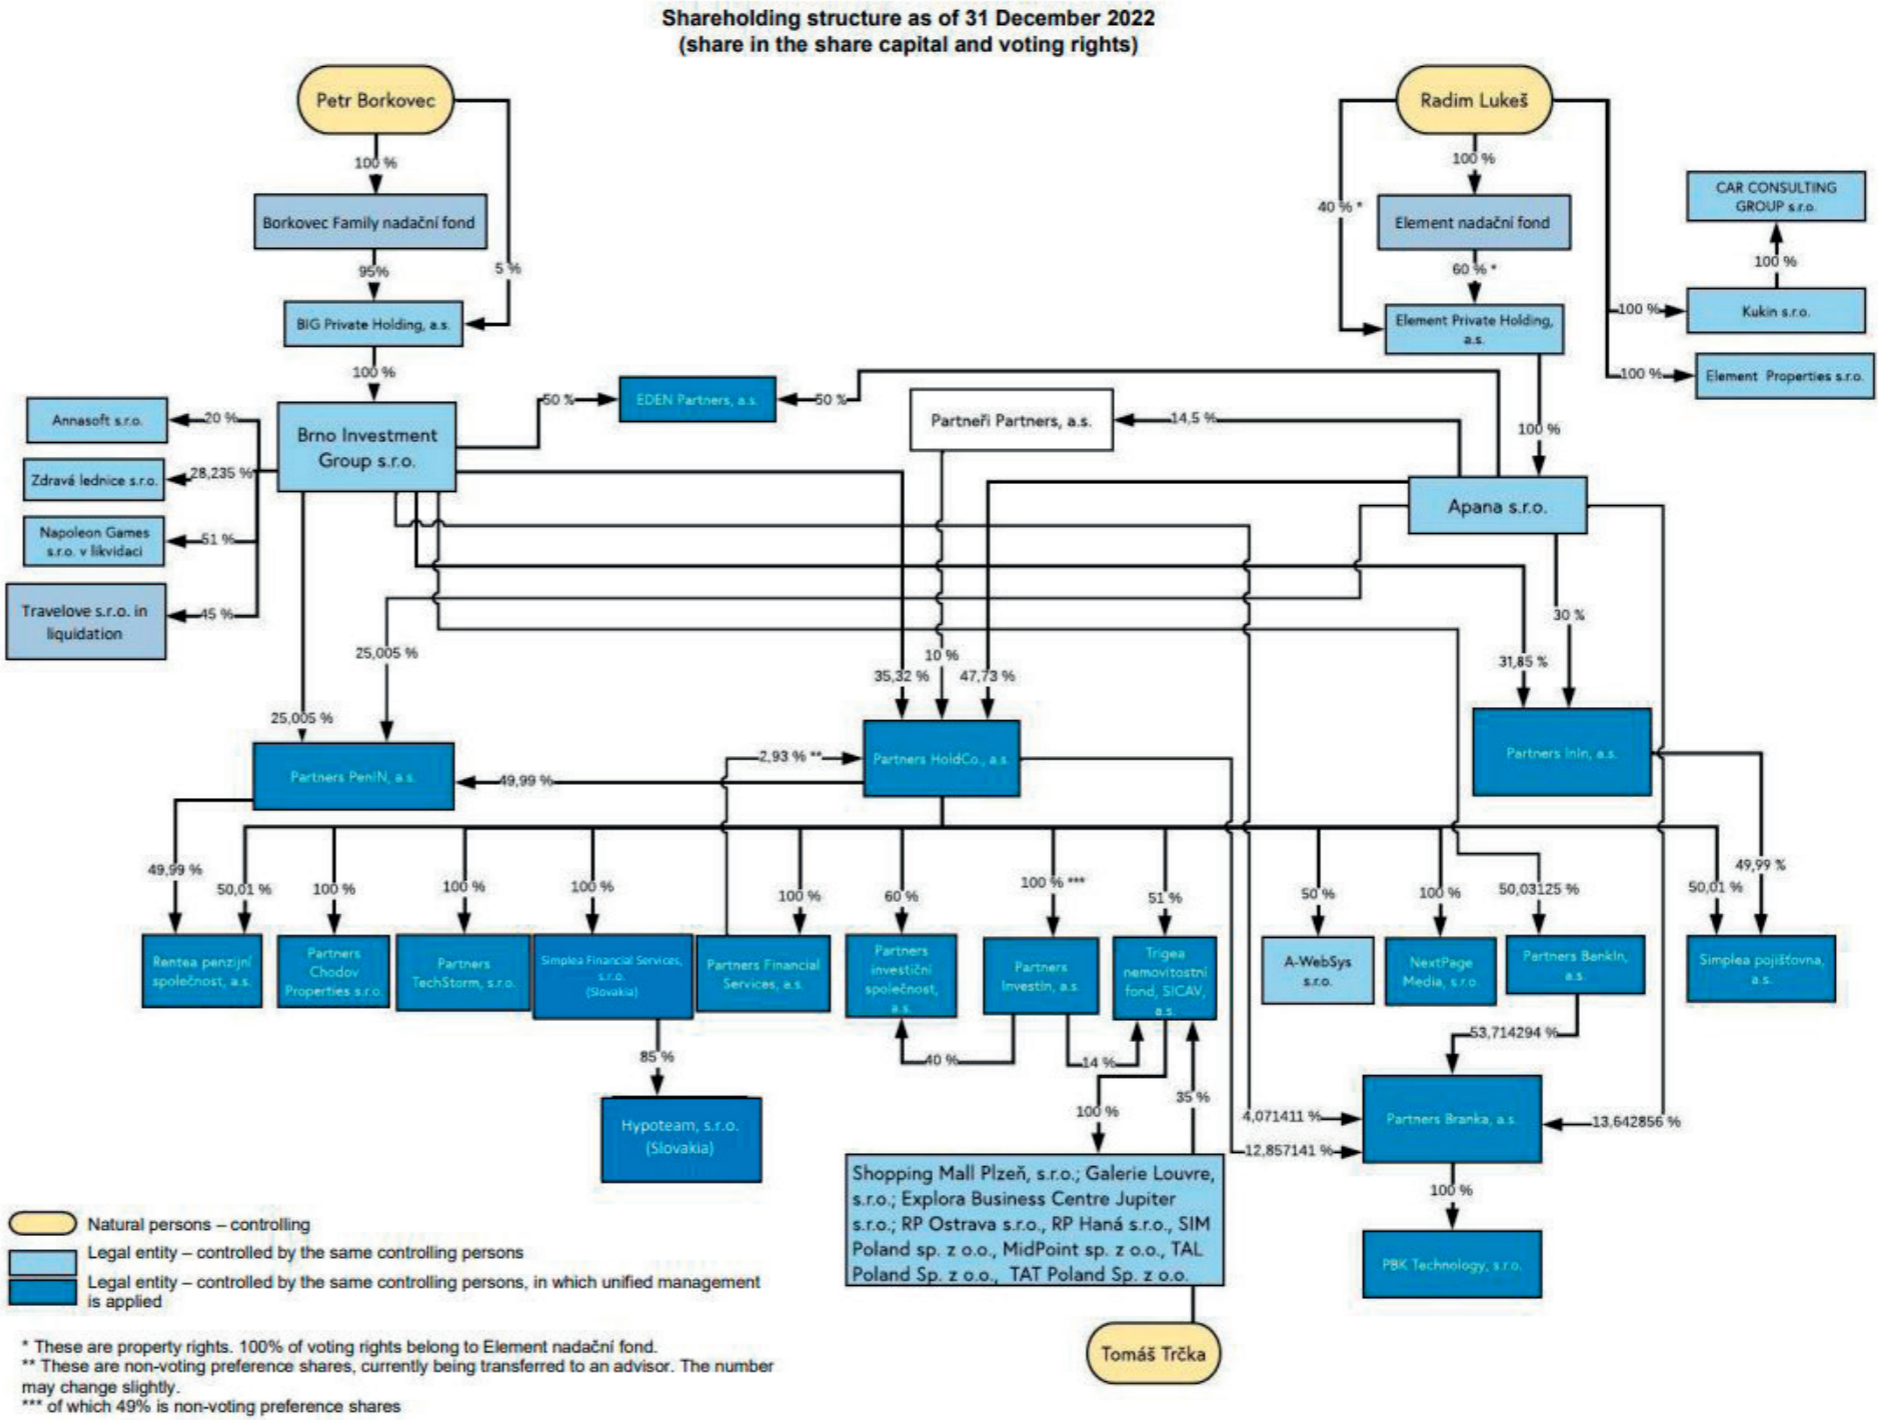 Shareholding structure as of 31 December 2022
(share in the share capital and voting rights)
Petr Borkovec
Radim Lukeš
100 %
100 %
CAR CONSULTING
GROUP s.r.o.
40 % *
Borkovec Family nadační fond
Element nadační fond
95%
5 %
60 % *
100 %
BIG Private Holding, a.s.
Element Private Holding,
a.s.
100 %
Kukin s.r.o.
100 %
100 %
Element Properties s.r.o.
50 %
EDEN Partners, a.s.
50 %
Annasoft s.r.o.
20 %
Brno Investment
Group s.r.o.
Partneři Partners, a.s.
14,5 %
100 %
Zdravá lednice s.r.o.
28,235 %
Apana s.r.o.
Napoleon Games
s.r.o. v likvidaci
51 %
Travelove s.r.o. in
liquidation
45 %
30 %
25,005 %
10 %
31,85 %
35,32 %
47,73 %
25,005 %
Partners PenIN, a.s.
2,93 % **
Partners HoldCo., a.s.
Partners InIn, a.s.
49,99 %
49,99 %
50,01 %
100 %
100 %
100 %
100 %
60 %
100 % ***
51 %
50 %
100 %
50,03125 %
50,01 %
49,99 %
Rentea penzijní
společnost, a.s.
Partners
Chodov
Properties s.r.o.
Partners
TechStorm, s.r.o.
Simplea Financial Services,
s.r.o.
(Slovakia)
Partners Financial
Services, a.s.
Partners
investiční
společnost,
a.s.
Partners
Investin, a.s.
Trigea
nemovitostní
fond, SICAV,
a.s.
A-WebSys
s.r.o.
NextPage
Media, s.r.o.
Partners BankIn,
a.s.
Simplea pojišťovna,
a.s.
85 %
40 %
14 %
53,714294 %
Hypoteam, s.r.o.
(Slovakia)
100 %
35 %
4,071411 %
Partners Branka, a.s.
13,642856 %
12,857141 %
Shopping Mall Plzeň, s.r.o.; Galerie Louvre,
s.r.o.; Explora Business Centre Jupiter
s.r.o.; RP Ostrava s.r.o., RP Haná s.r.o., SIM
Poland sp. z o.o., MidPoint sp. z o.o., TAL
Poland Sp. z o.o., TAT Poland Sp. z o.o.
100 %
PBK Technology, s.r.o.
Tomáš Trčka
Natural persons – controlling
Legal entity – controlled by the same controlling persons
Legal entity – controlled by the same controlling persons, in which unified management
is applied
* These are property rights. 100% of voting rights belong to Element nadační fond.
** These are non-voting preference shares, currently being transferred to an advisor. The number
may change slightly.
*** of which 49% is non-voting preference shares